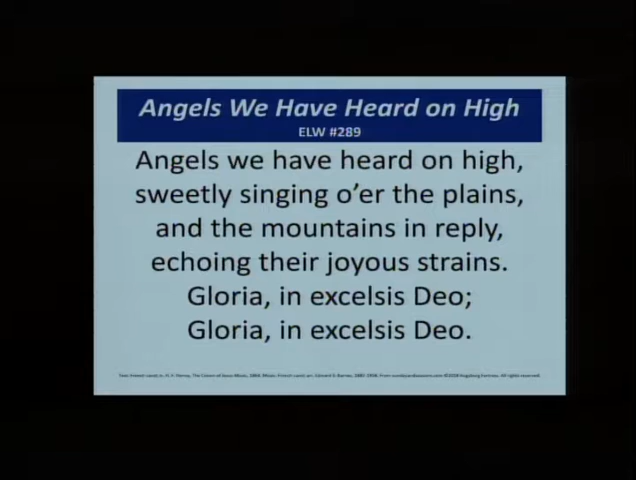 Angels We Have Heard on High
ELW #289
Angels we have heard on high,
sweetly singing o'er the plains,
and the mountains in reply,
echoing their joyous strains.
Gloria, in excelsis Deo;
Gloria, in excelsis Deo.